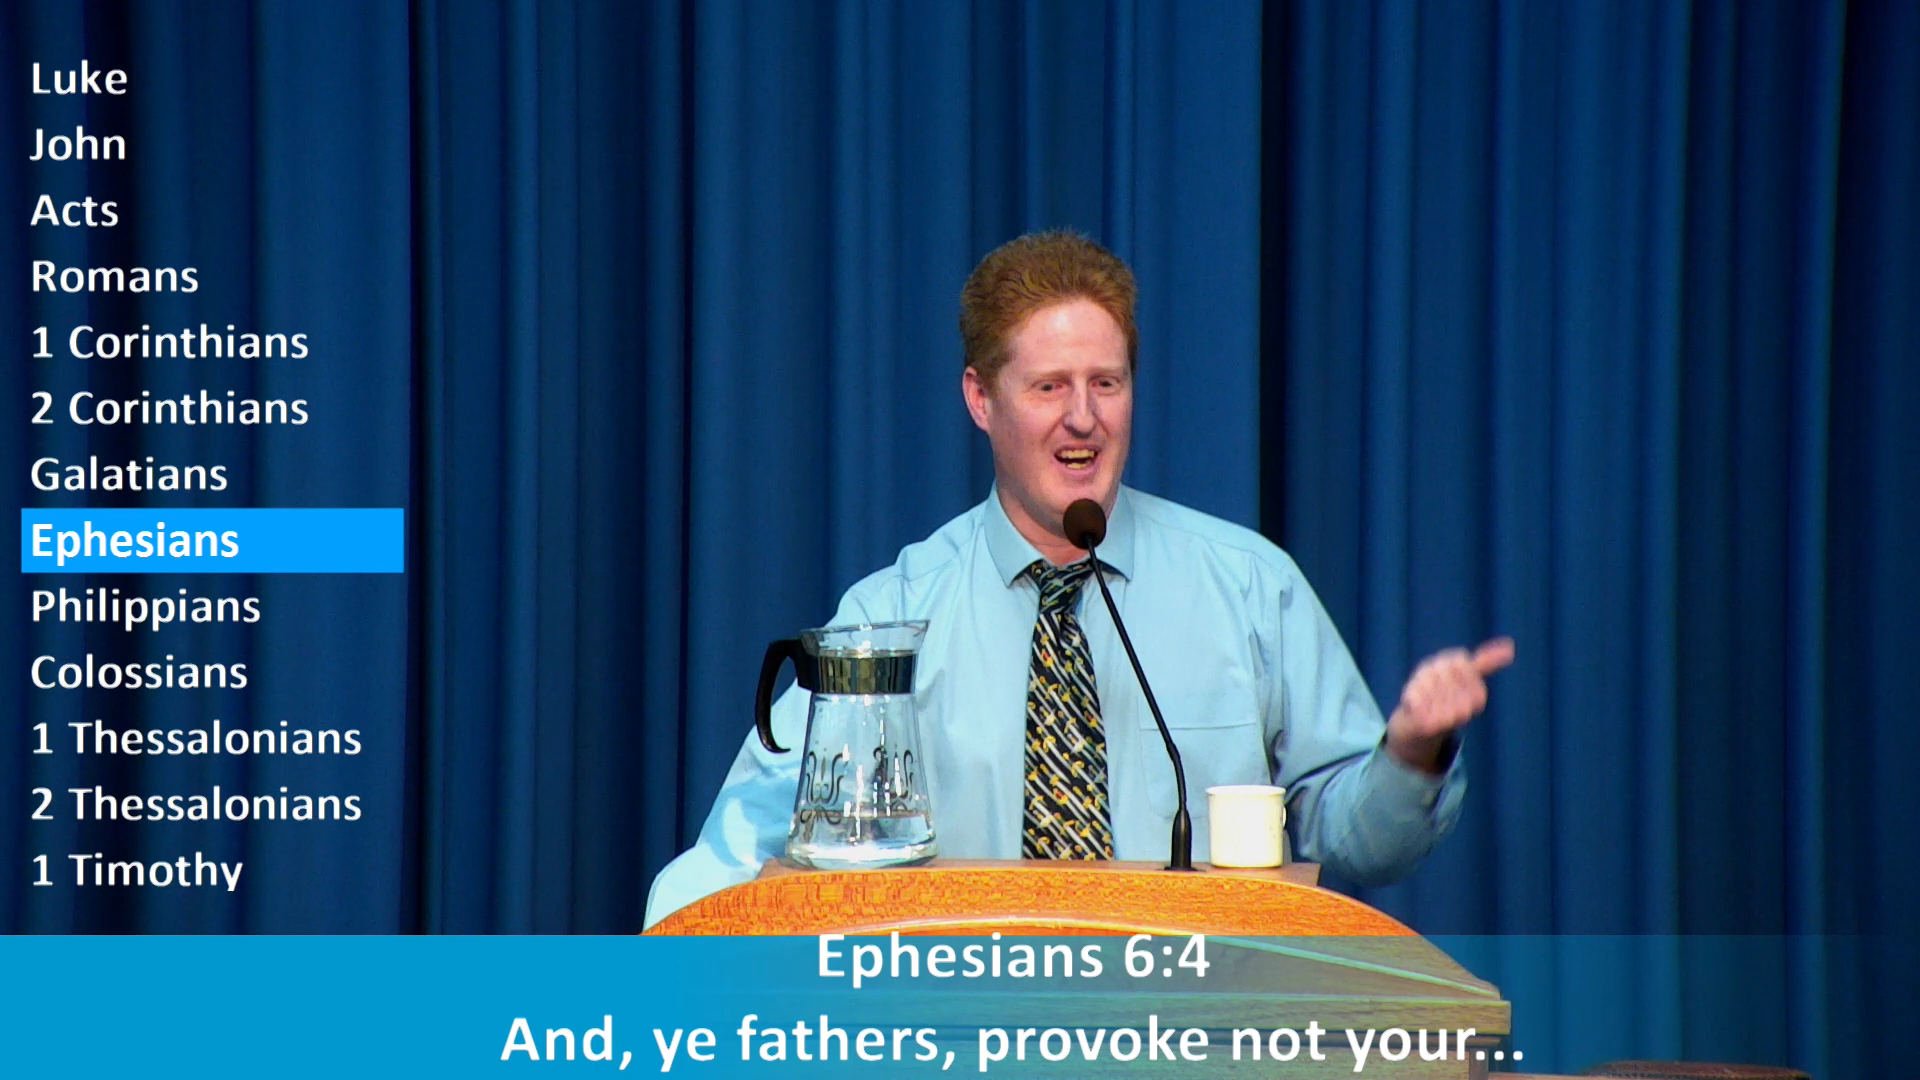 Luke
John
Acts
Romans
1 Corinthians
2 Corinthians
Galatians
Ephesians
Philippians
Colossians
1 Thessalonians
2 Thessalonians
1 Timothy
Ephesians 6:4
And, ye fathers, provoke not your...